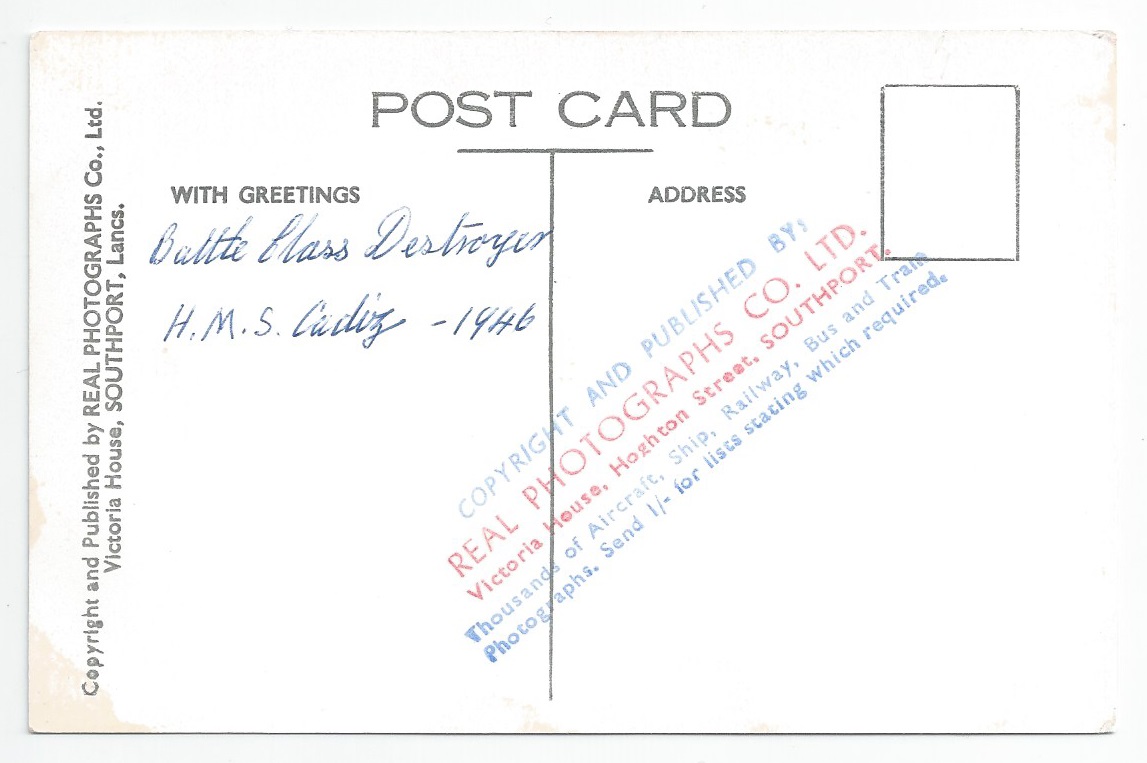 POST CARD
WITH GREETINGS
ADDRESS
Battle Class Destroyer
H.M.S. Cadiz - 1946
Copyright and Published by REAL PHOTOGRAPHS Co., Ltd.
Victoria House, SOUTHPORT, Lancs.
COPYRIGHT AND PUBLISHED BY:
REAL PHOTOGRAPHS CO. LTD.
Victoria House, Hoghton Street, SOUTHPORT.
Thousands of Aircraft, Ship, Railway, Bus and Train
Photographs. Send 1/- for lists stating which required.